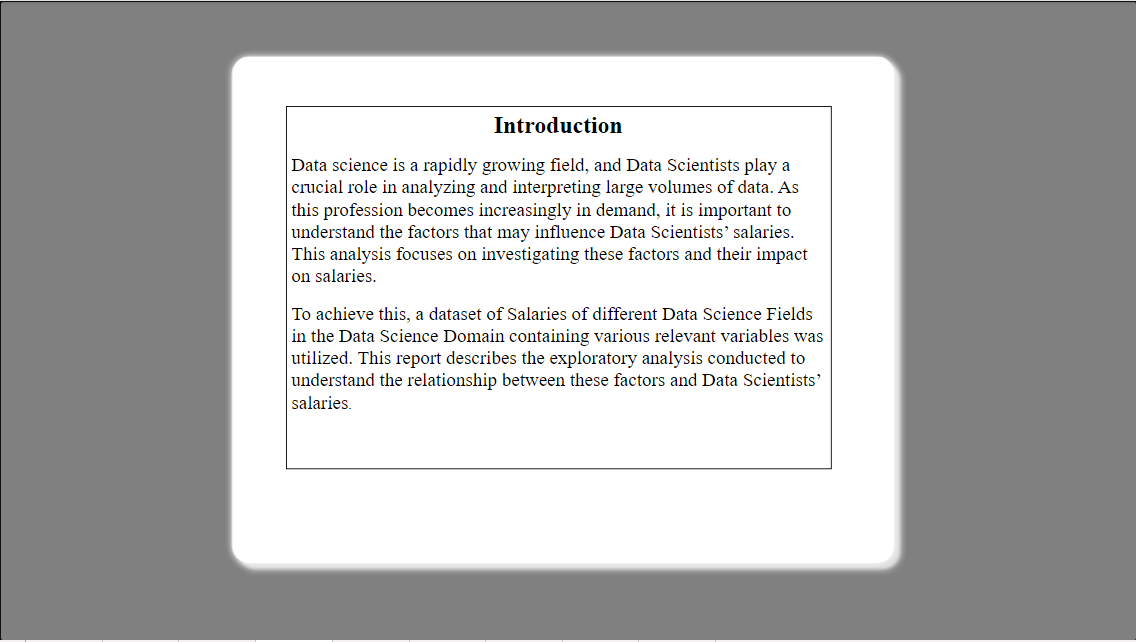 Introduction
Data science is a rapidly growing field, and Data Scientists play a
crucial role in analyzing and interpreting large volumes of data. As
this profession becomes increasingly in demand, it is important to
understand the factors that may influence Data Scientists’ salaries.
This analysis focuses on investigating these factors and their impact
on salaries.
To achieve this, a dataset of Salaries of different Data Science Fields
in the Data Science Domain containing various relevant variables was
utilized. This report describes the exploratory analysis conducted to
understand the relationship between these factors and Data Scientists’
salaries.